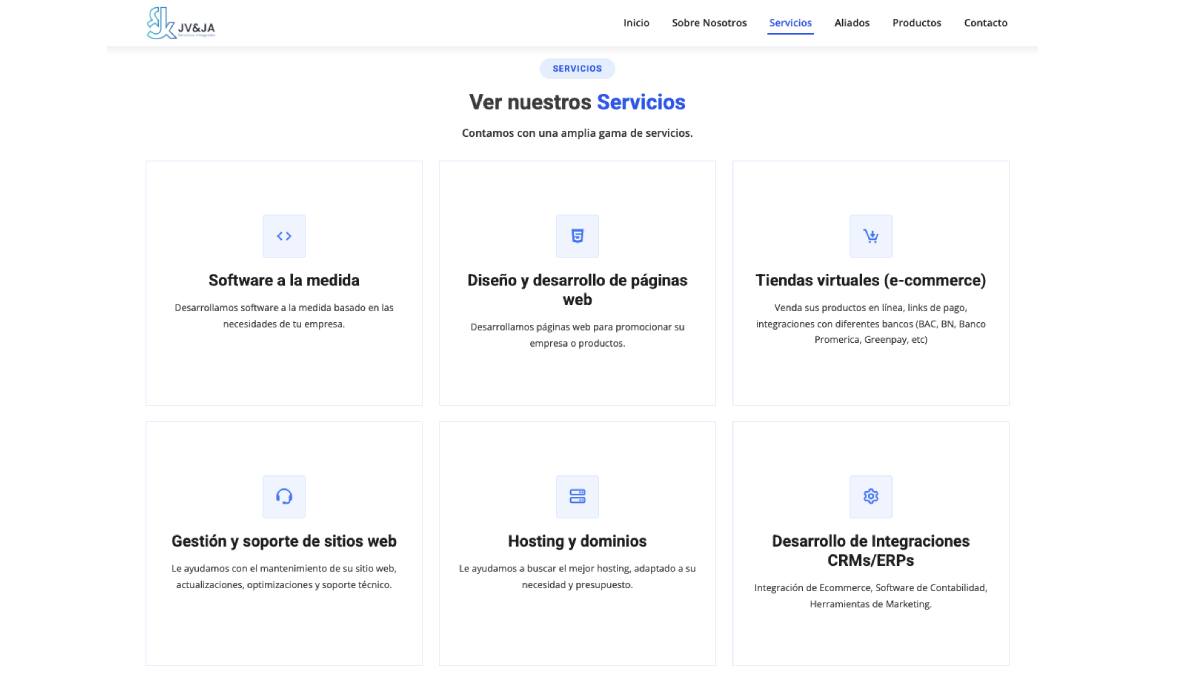 JV&JA
Inicio
Sobre Nosotros
Servicios
Aliados
Productos
Contacto
SERVICIOS
Ver nuestros Servicios
Contamos con una amplia gama de servicios.
Software a la medida
Desarrollamos software a la medida basado en las
necesidades de tu empresa.
Diseño y desarrollo de páginas
web
Desarrollamos páginas web para promocionar su
empresa o productos.
Tiendas virtuales (e-commerce)
Venda sus productos en línea, links de pago,
integraciones con diferentes bancos (BAC, BN, Banco
Promerica, Greenpay, etc)
Gestión y soporte de sitios web
Le ayudamos con el mantenimiento de su sitio web,
actualizaciones, optimizaciones y soporte técnico.
Hosting y dominios
Le ayudamos a buscar el mejor hosting, adaptado a su
necesidad y presupuesto.
Desarrollo de Integraciones
CRMs/ERPs
Integración de Ecommerce, Software de Contabilidad,
Herramientas de Marketing.